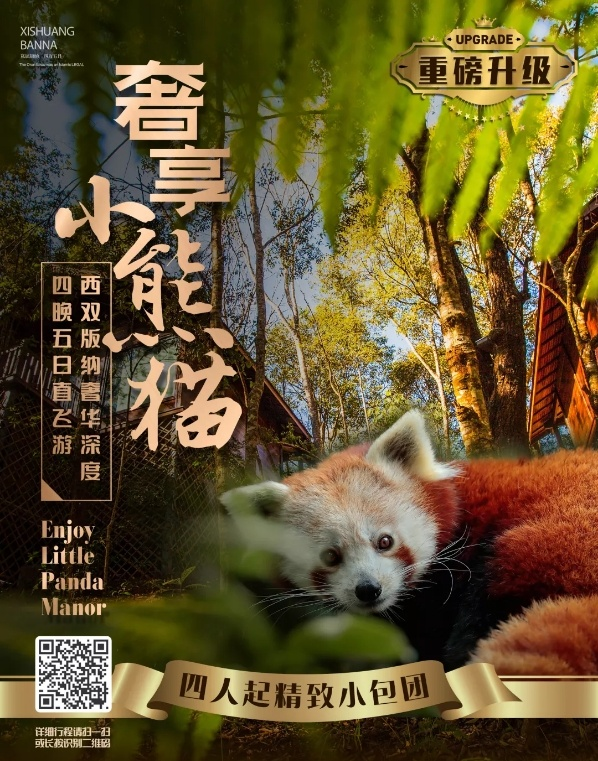 XISHUANG
BANNA
UPGRADE
重磅升级
奢享
小熊猫
西双版纳奢华深度
四晚五日直飞游
Enjoy
Little
Panda
Manor
四人起精致小包团
详细行程请扫一扫
或长按识别二维码